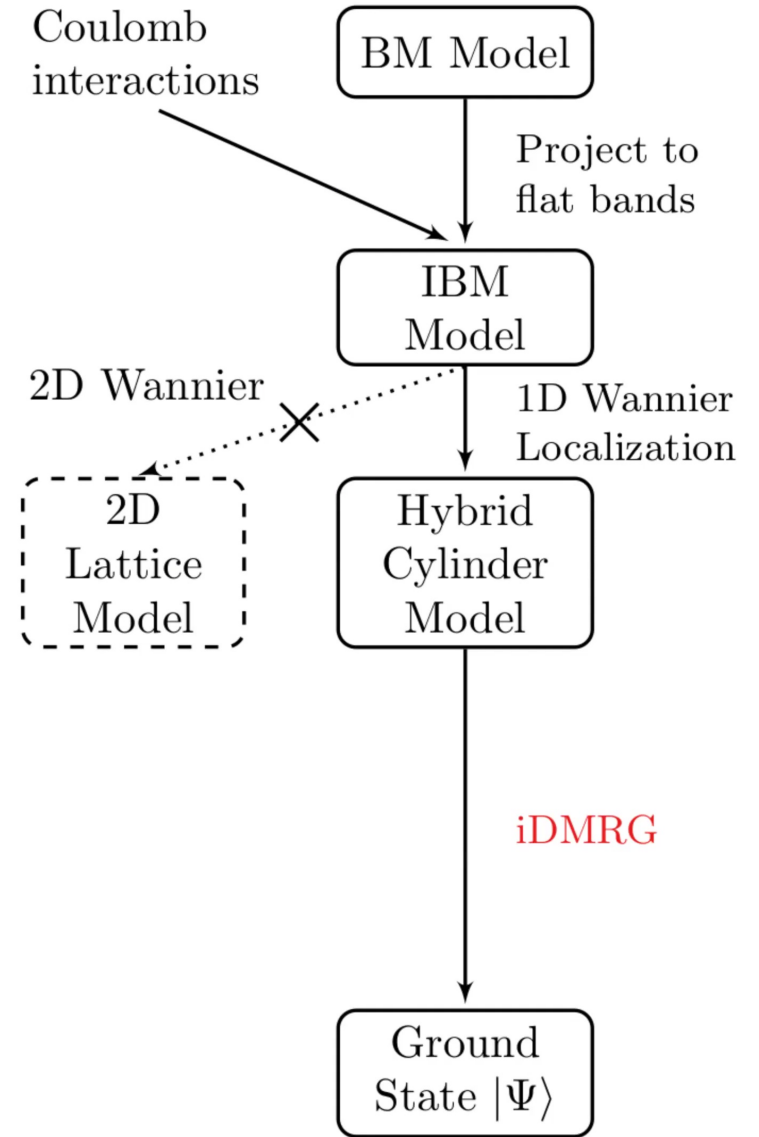 Coulomb
interactions
BM Model
Project to
flat bands
IBM
Model
2D Wannier
1D Wannier
Localization
2D
Lattice
Model
Hybrid
Cylinder
Model
iDMRG
Ground
State |Ψ⟩